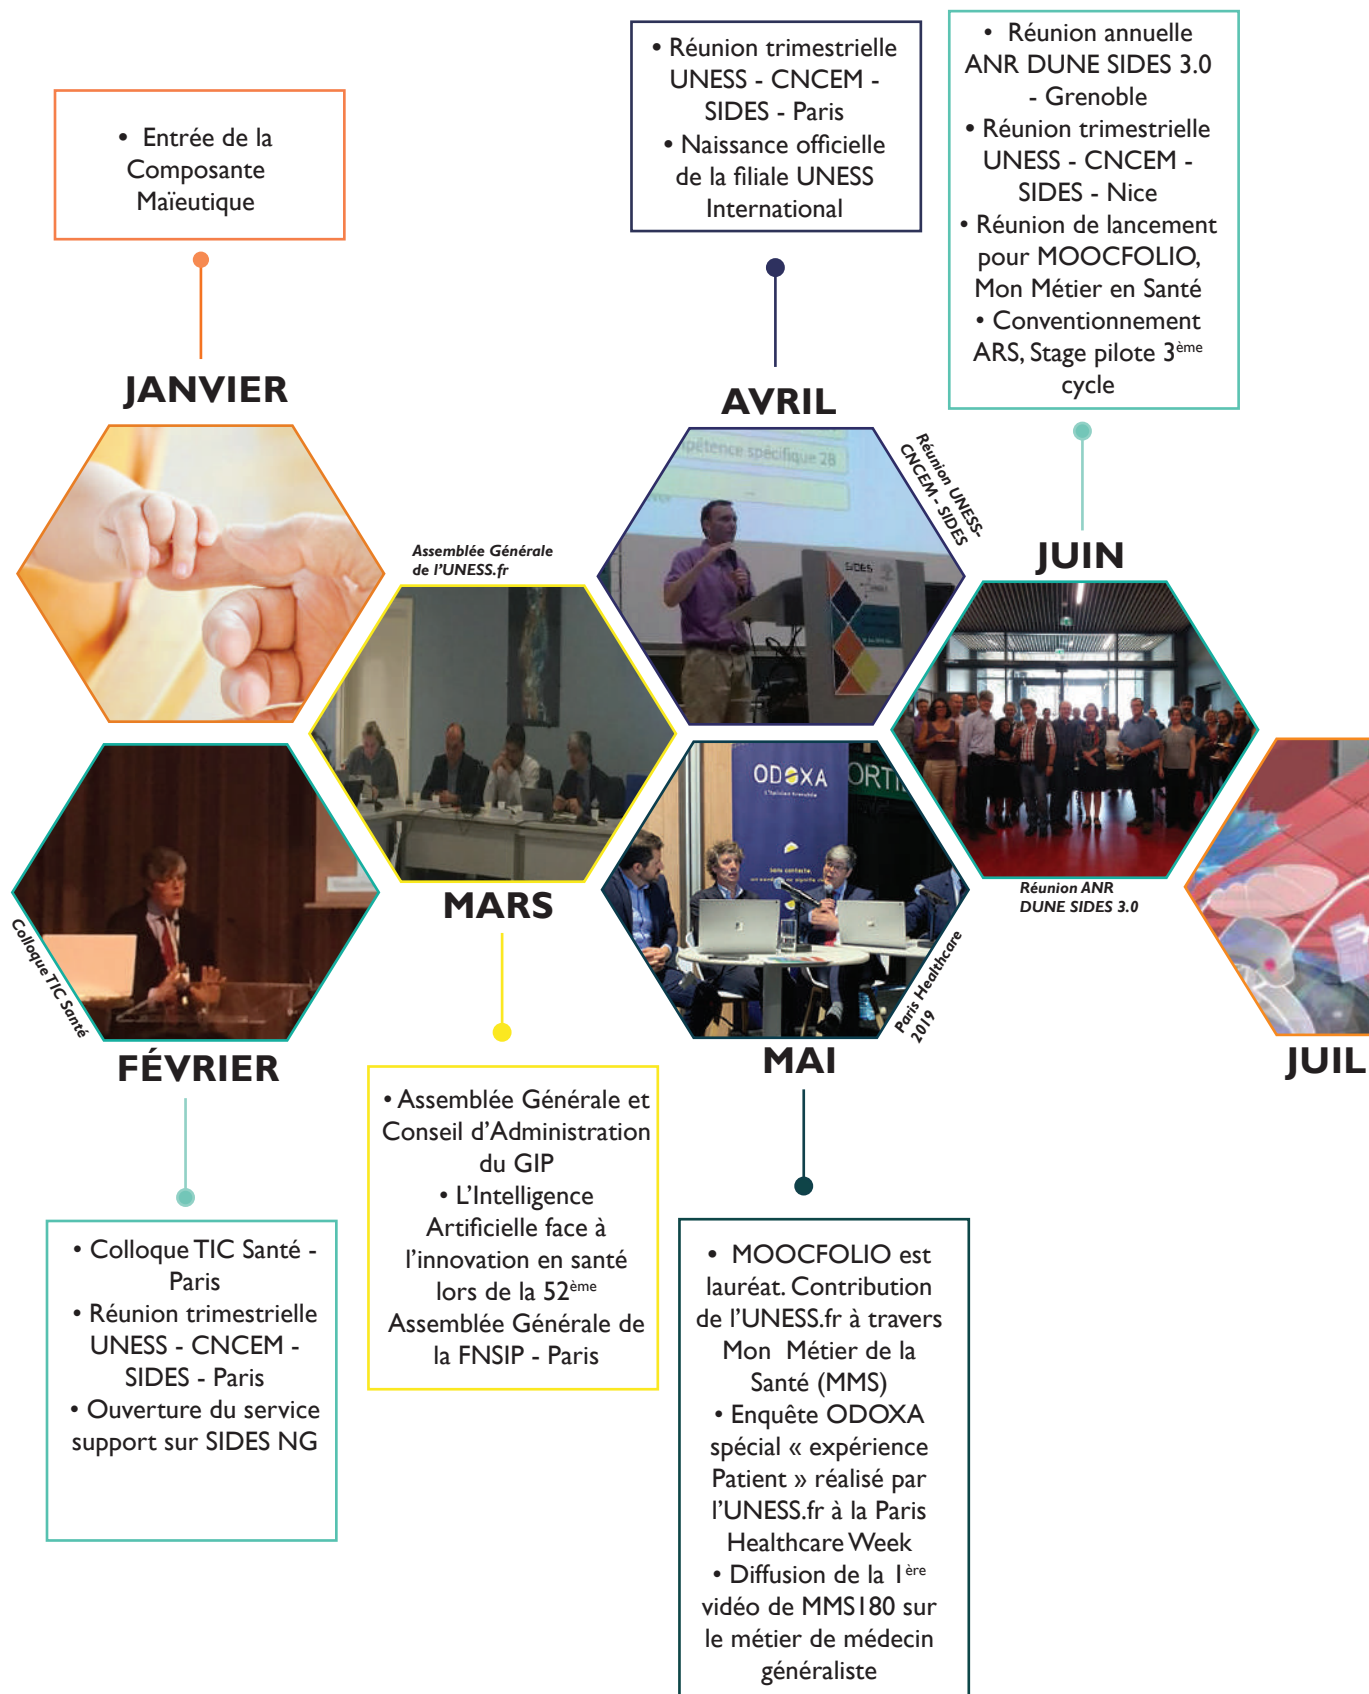 • Entrée de la
Composante
Maïeutique
JANVIER
Colloque TIC Santé
FÉVRIER
• Colloque TIC Santé -
Paris
• Réunion trimestrielle
UNESS - CNCEM -
SIDES - Paris
• Ouverture du service
support sur SIDES NG
Assemblée Générale
de l'UNESS.fr
MARS
• Assemblée Générale et
Conseil d'Administration
du GIP
• L'Intelligence
Artificielle face à
l'innovation en santé
lors de la 52ème
Assemblée Générale de
la FNSIP - Paris
• Réunion trimestrielle
UNESS - CNCEM -
SIDES - Paris
• Naissance officielle
de la filiale UNESS
International
AVRIL
pétence spécifique 2B
SIDES
Réunion UNESS-
CNCEM - SIDES
ODOXA
L'opinion tranchée
ORTIS
Paris Healthcare
2019
MAI
• MOOCFOLIO est
lauréat. Contribution
de l'UNESS.fr à travers
Mon Métier de la
Santé (MMS)
• Enquête ODOXA
spécial « expérience
Patient » réalisé par
l'UNESS.fr à la Paris
Healthcare Week
• Diffusion de la 1ère
vidéo de MMS180 sur
le métier de médecin
généraliste
• Réunion annuelle
ANR DUNE SIDES 3.0
- Grenoble
• Réunion trimestrielle
UNESS - CNCEM -
SIDES - Nice
• Réunion de lancement
pour MOOCFOLIO,
Mon Métier en Santé
• Conventionnement
ARS, Stage pilote 3ème
cycle
JUIN
Réunion ANR
DUNE SIDES 3.0
JUIL